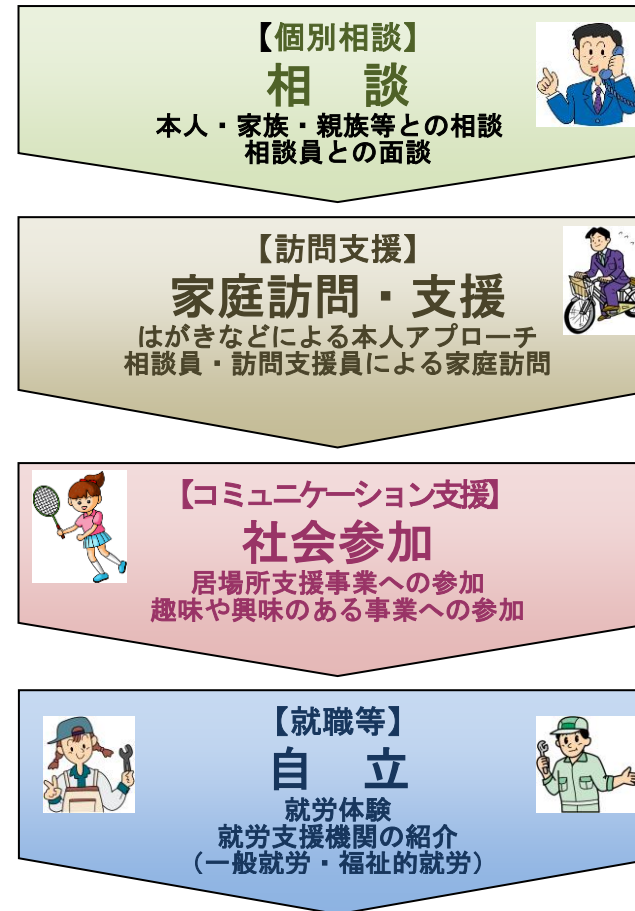 【個別相談】
相　談
本人・家族・親族等との相談
相談員との面談
【訪問支援】
家庭訪問・支援
はがきなどによる本人アプローチ
相談員・訪問支援員による家庭訪問
【コミュニケーション支援】
社会参加
居場所支援事業への参加
趣味や興味のある事業への参加
【就職等】
自　立
就労体験
就労支援機関の紹介
（一般就労・福祉的就労）